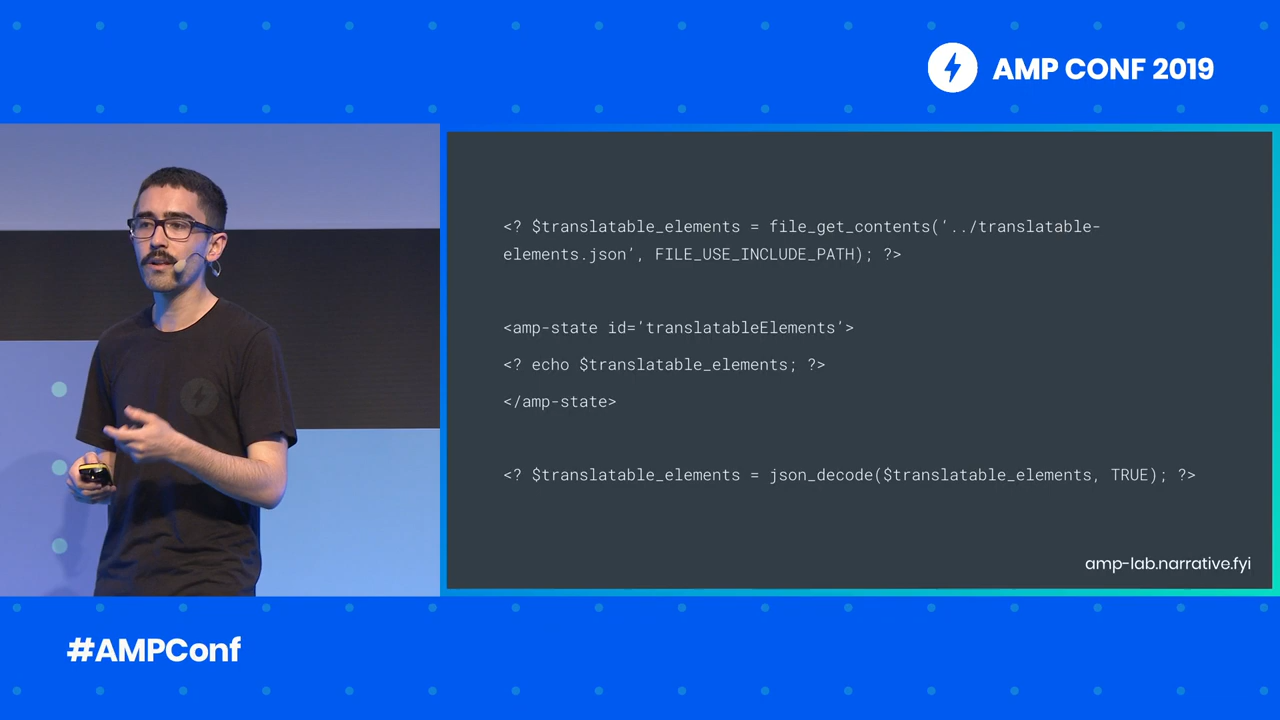 AMP CONF 2019
<? $translatable_elements = file_get_contents(‘../translatable-
elements.json’, FILE_USE_INCLUDE_PATH); ?>
<amp-state id='translatableElements'>
<? echo $translatable_elements; ?>
</amp-state>
<? $translatable_elements = json_decode($translatable_elements, TRUE); ?>
amp-lab.narrative.fyi
#AMPConf